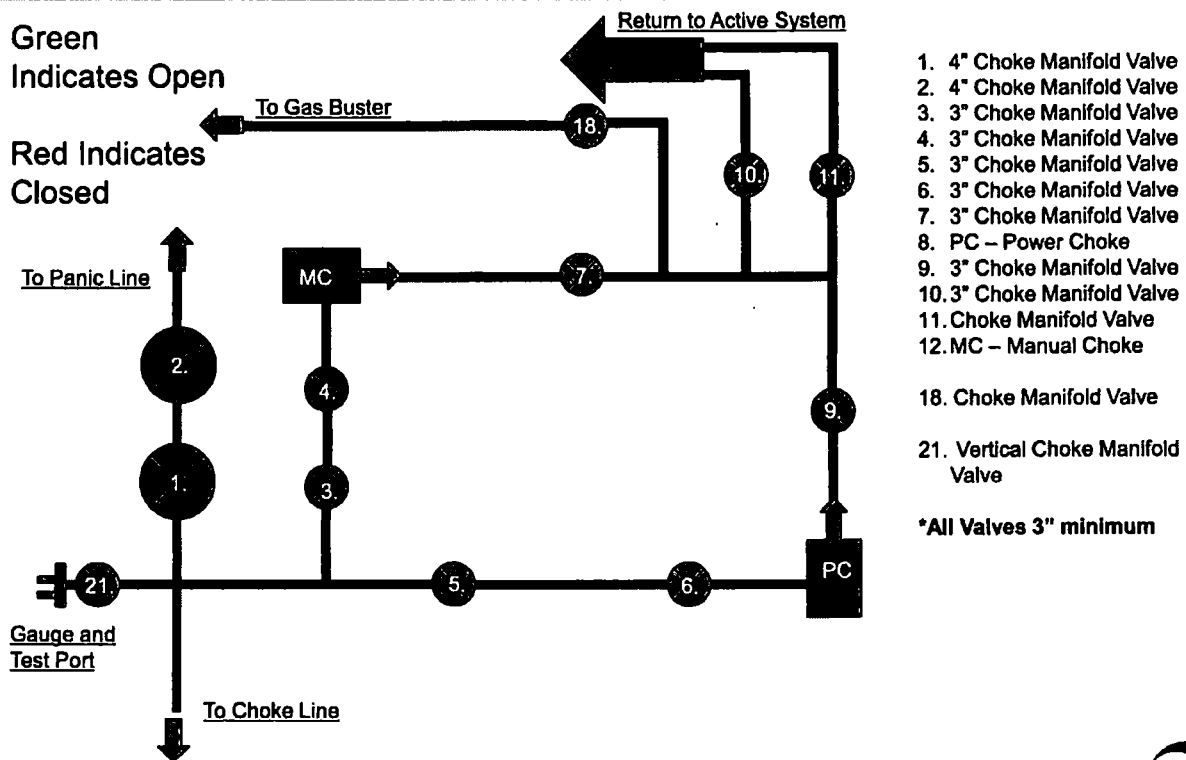 Green
Indicates Open
Red Indicates
Closed
Return to Active System
To Gas Buster
18.
10.
11.
To Panic Line
MC
7.
2.
4.
9.
1.
3.
21.
5.
6.
PC
Gauge and
Test Port
To Choke Line
1. 4" Choke Manifold Valve
2. 4" Choke Manifold Valve
3. 3" Choke Manifold Valve
4. 3" Choke Manifold Valve
5. 3" Choke Manifold Valve
6. 3" Choke Manifold Valve
7. 3" Choke Manifold Valve
8. PC – Power Choke
9. 3" Choke Manifold Valve
10. 3" Choke Manifold Valve
11. Choke Manifold Valve
12. MC – Manual Choke
18. Choke Manifold Valve
21. Vertical Choke Manifold
Valve
*All Valves 3" minimum